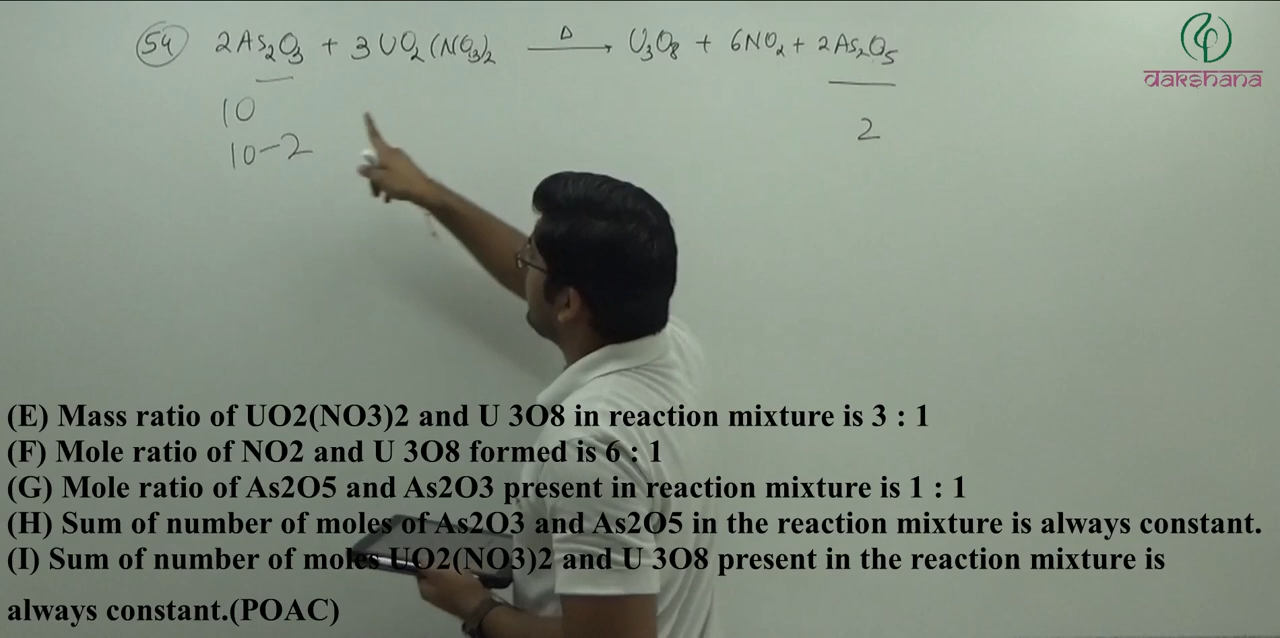 54 2As₂O₃ + 3UO₂(NO₃)₂ —Δ→ U₃O₈ + 6NO₂ + 2As₂O₅
dakshana
10
2
10-2
(E) Mass ratio of UO2(NO3)2 and U 3O8 in reaction mixture is 3 : 1
(F) Mole ratio of NO2 and U 3O8 formed is 6 : 1
(G) Mole ratio of As2O5 and As2O3 present in reaction mixture is 1 : 1
(H) Sum of number of moles of As2O3 and As2O5 in the reaction mixture is always constant.
(I) Sum of number of moles UO2(NO3)2 and U 3O8 present in the reaction mixture is
always constant.(POAC)